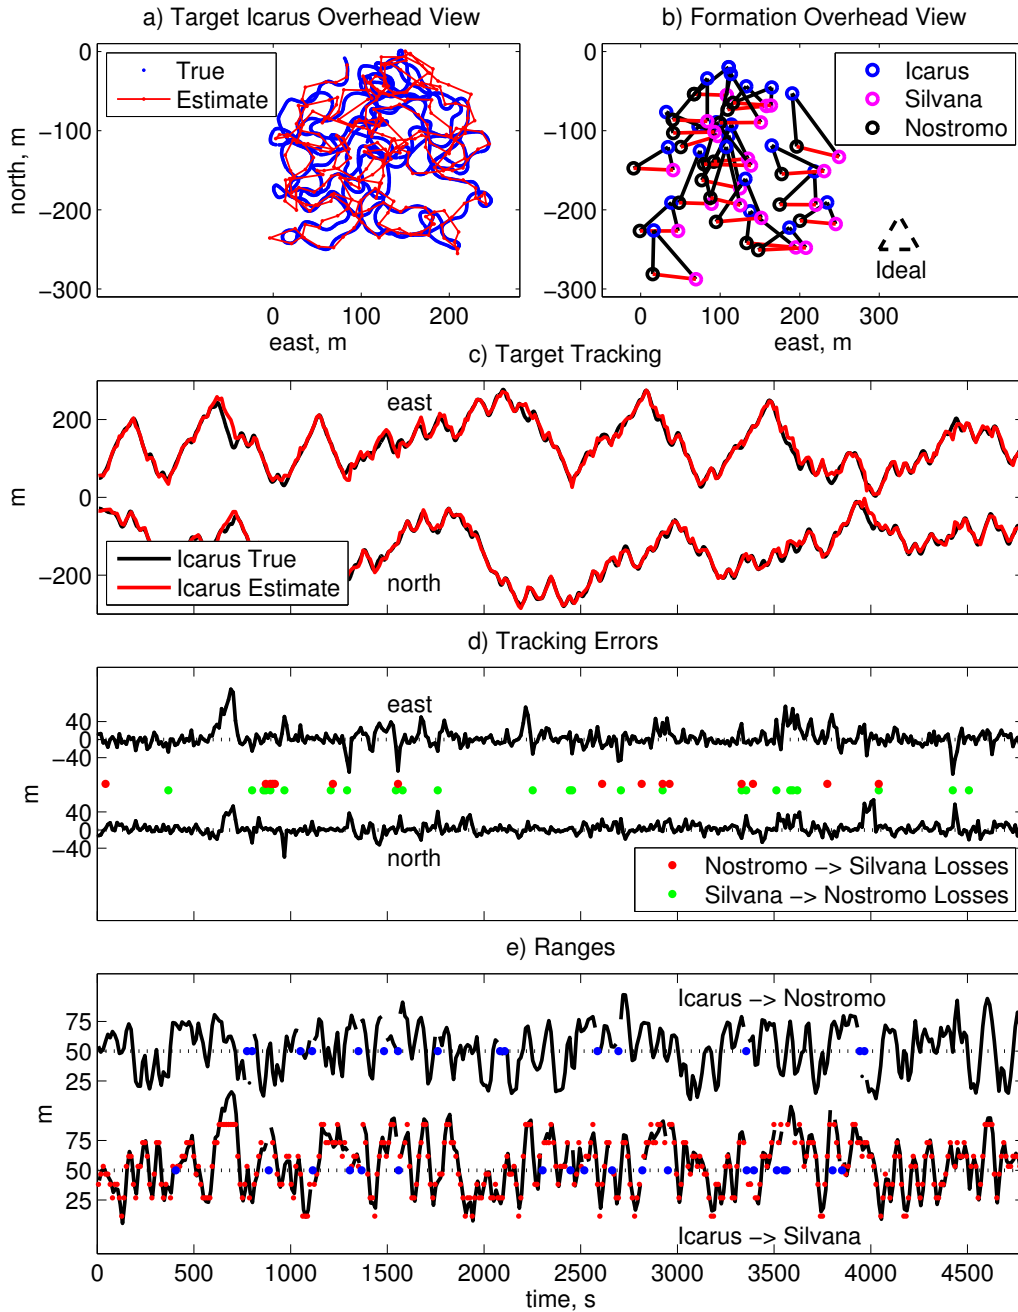 a) Target Icarus Overhead View
b) Formation Overhead View
0
−100
−200
−300
north, m
True
Estimate
0 100 200
east, m
0
−100
−200
−300
Icarus
Silvana
Nostromo
Ideal
0 100 200 300
east, m
c) Target Tracking
200
0
−200
m
east
Icarus True
Icarus Estimate
north
d) Tracking Errors
40
0
−40
40
0
−40
m
east
north
Nostromo −> Silvana Losses
Silvana −> Nostromo Losses
e) Ranges
75
50
25
75
50
25
m
Icarus −> Nostromo
Icarus −> Silvana
0 500 1000 1500 2000 2500 3000 3500 4000 4500
time, s